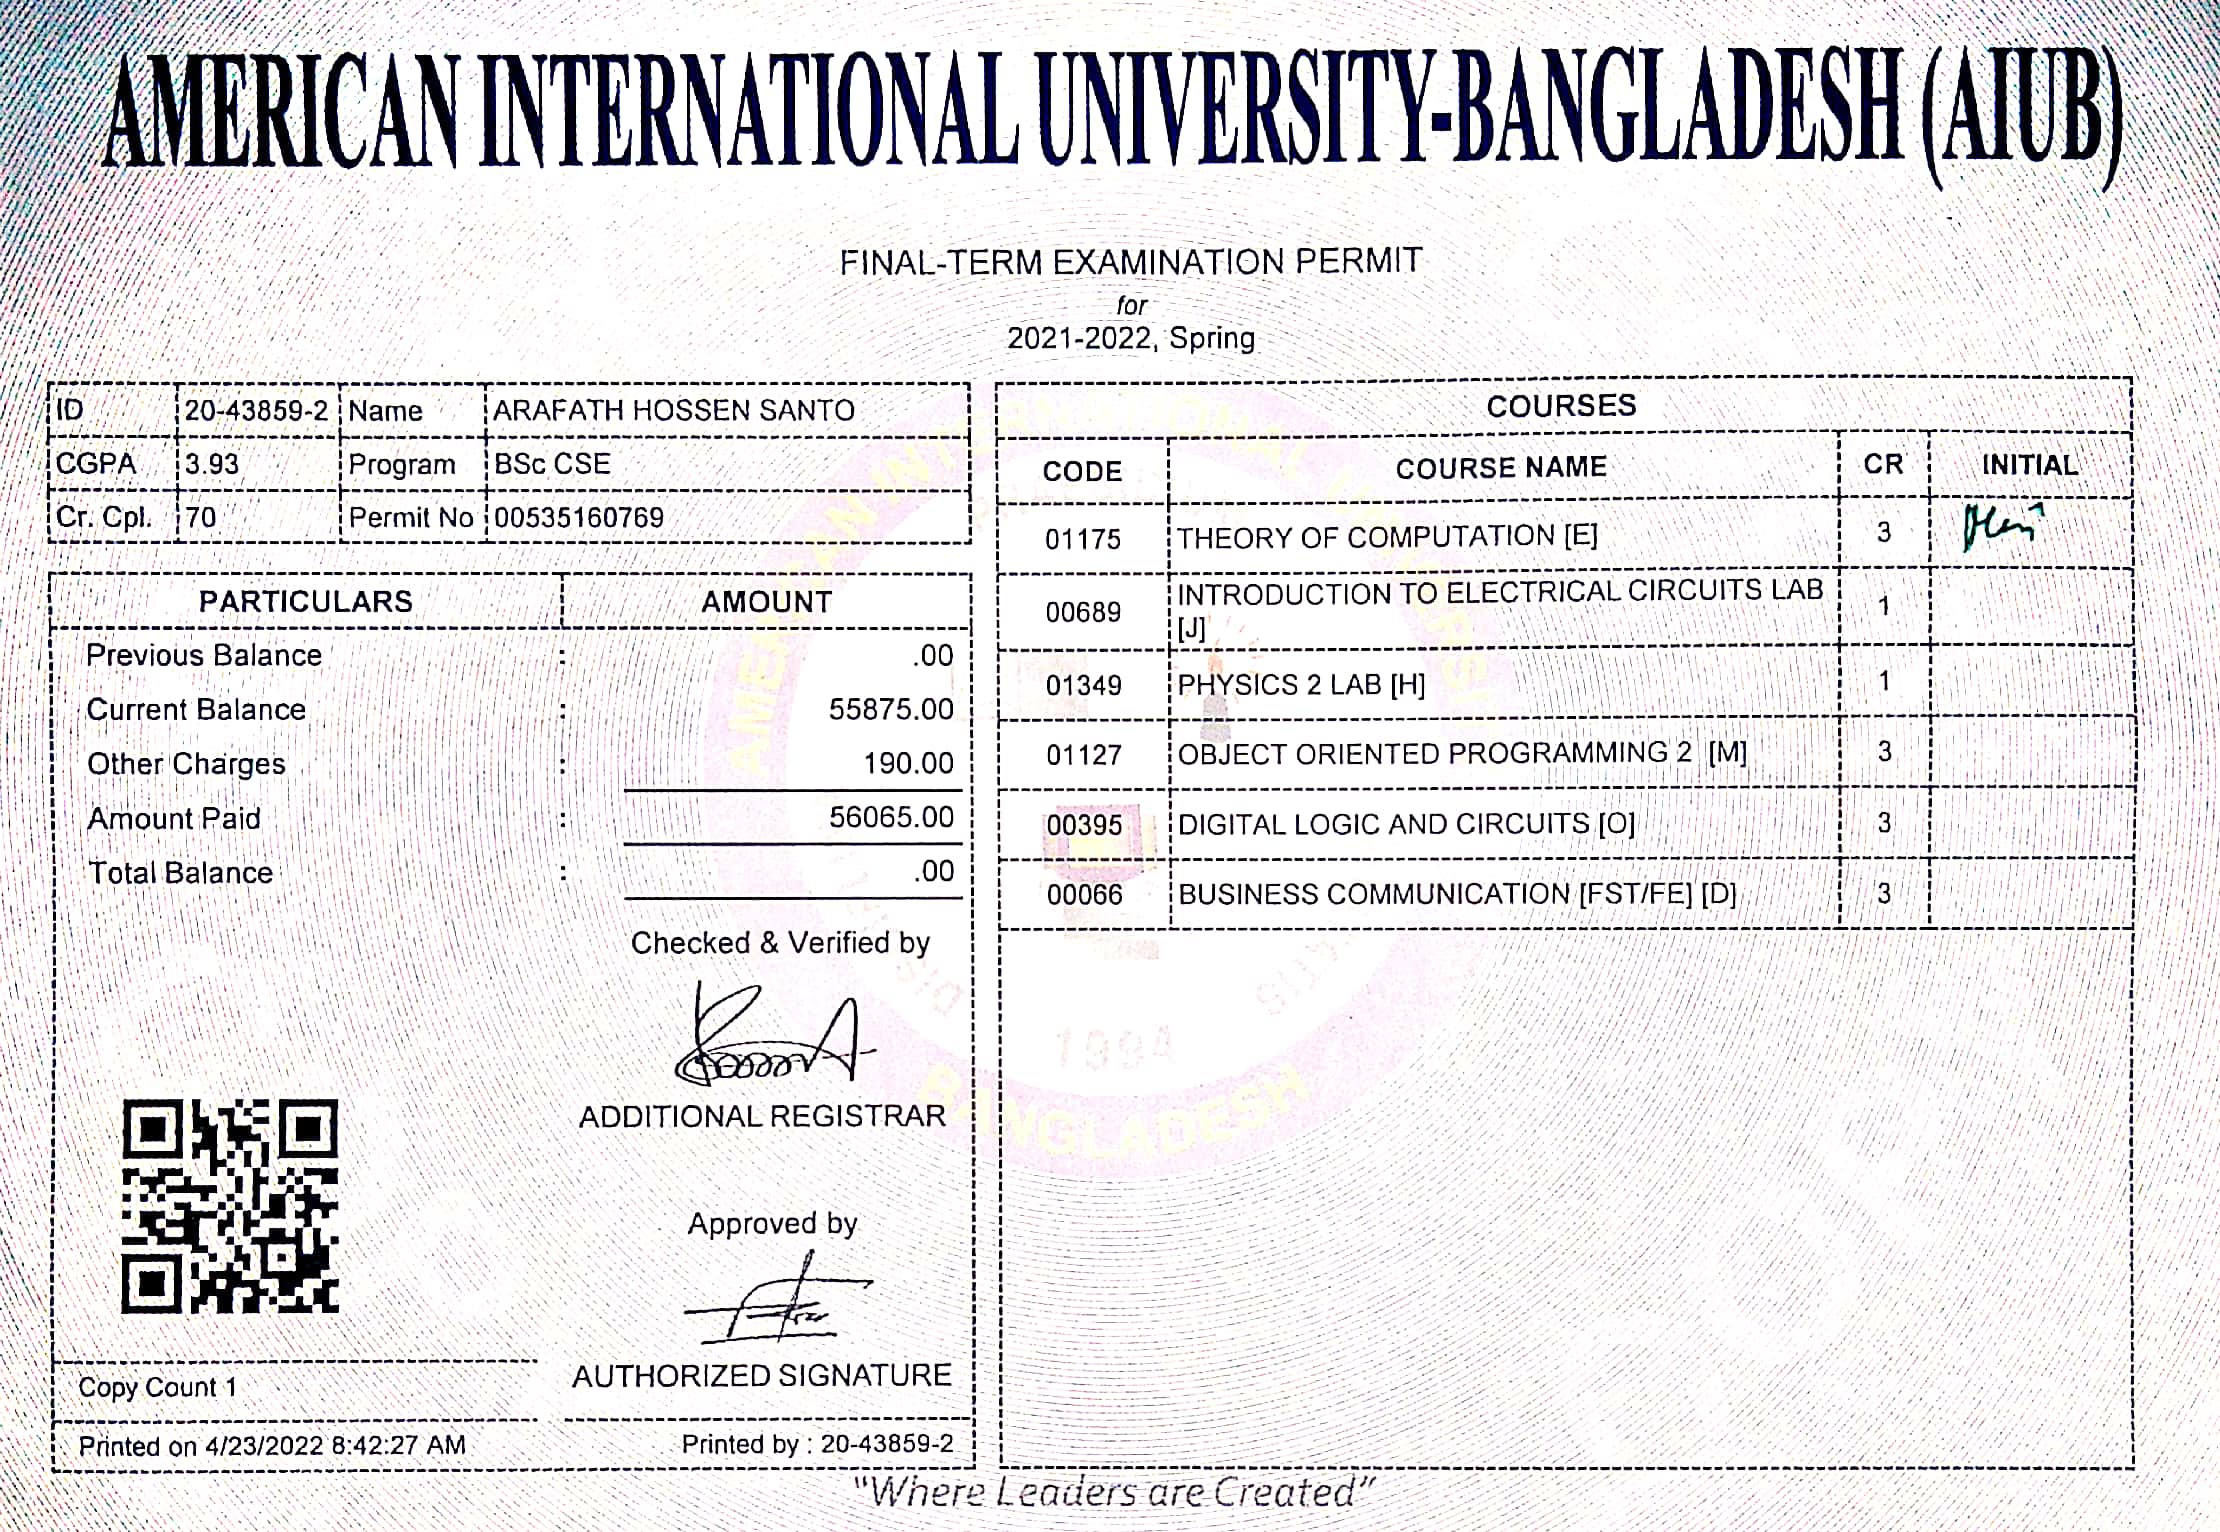 AMERICAN INTERNATIONAL UNIVERSITY-BANGLADESH (AIUB)
FINAL-TERM EXAMINATION PERMIT
for
2021-2022, Spring
ID 20-43859-2 Name ARAFATH HOSSEN SANTO
CGPA 3.93 Program BSc CSE
Cr. Cpl. 70 Permit No 00535160769
PARTICULARS AMOUNT
Previous Balance : .00
Current Balance : 55875.00
Other Charges : 190.00
Amount Paid : 56065.00
Total Balance : .00
Checked & Verified by
ADDITIONAL REGISTRAR
Approved by
AUTHORIZED SIGNATURE
Copy Count 1
Printed on 4/23/2022 8:42:27 AM Printed by : 20-43859-2
COURSES
CODE COURSE NAME CR INITIAL
01175 THEORY OF COMPUTATION [E] 3
00689 INTRODUCTION TO ELECTRICAL CIRCUITS LAB
[J] 1
01349 PHYSICS 2 LAB [H] 1
01127 OBJECT ORIENTED PROGRAMMING 2 [M] 3
00395 DIGITAL LOGIC AND CIRCUITS [O] 3
00066 BUSINESS COMMUNICATION [FST/FE] [D] 3
AMERICAN INTERNATIONAL UNIVERSITY
1994
BANGLADESH
"Where Leaders are Created"